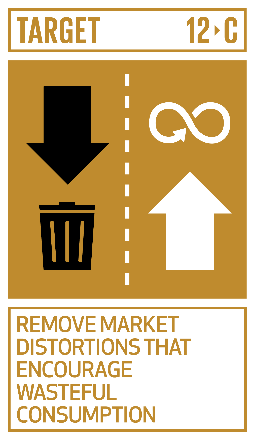 TARGET 12▸C
REMOVE MARKET
DISTORTIONS THAT
ENCOURAGE
WASTEFUL
CONSUMPTION